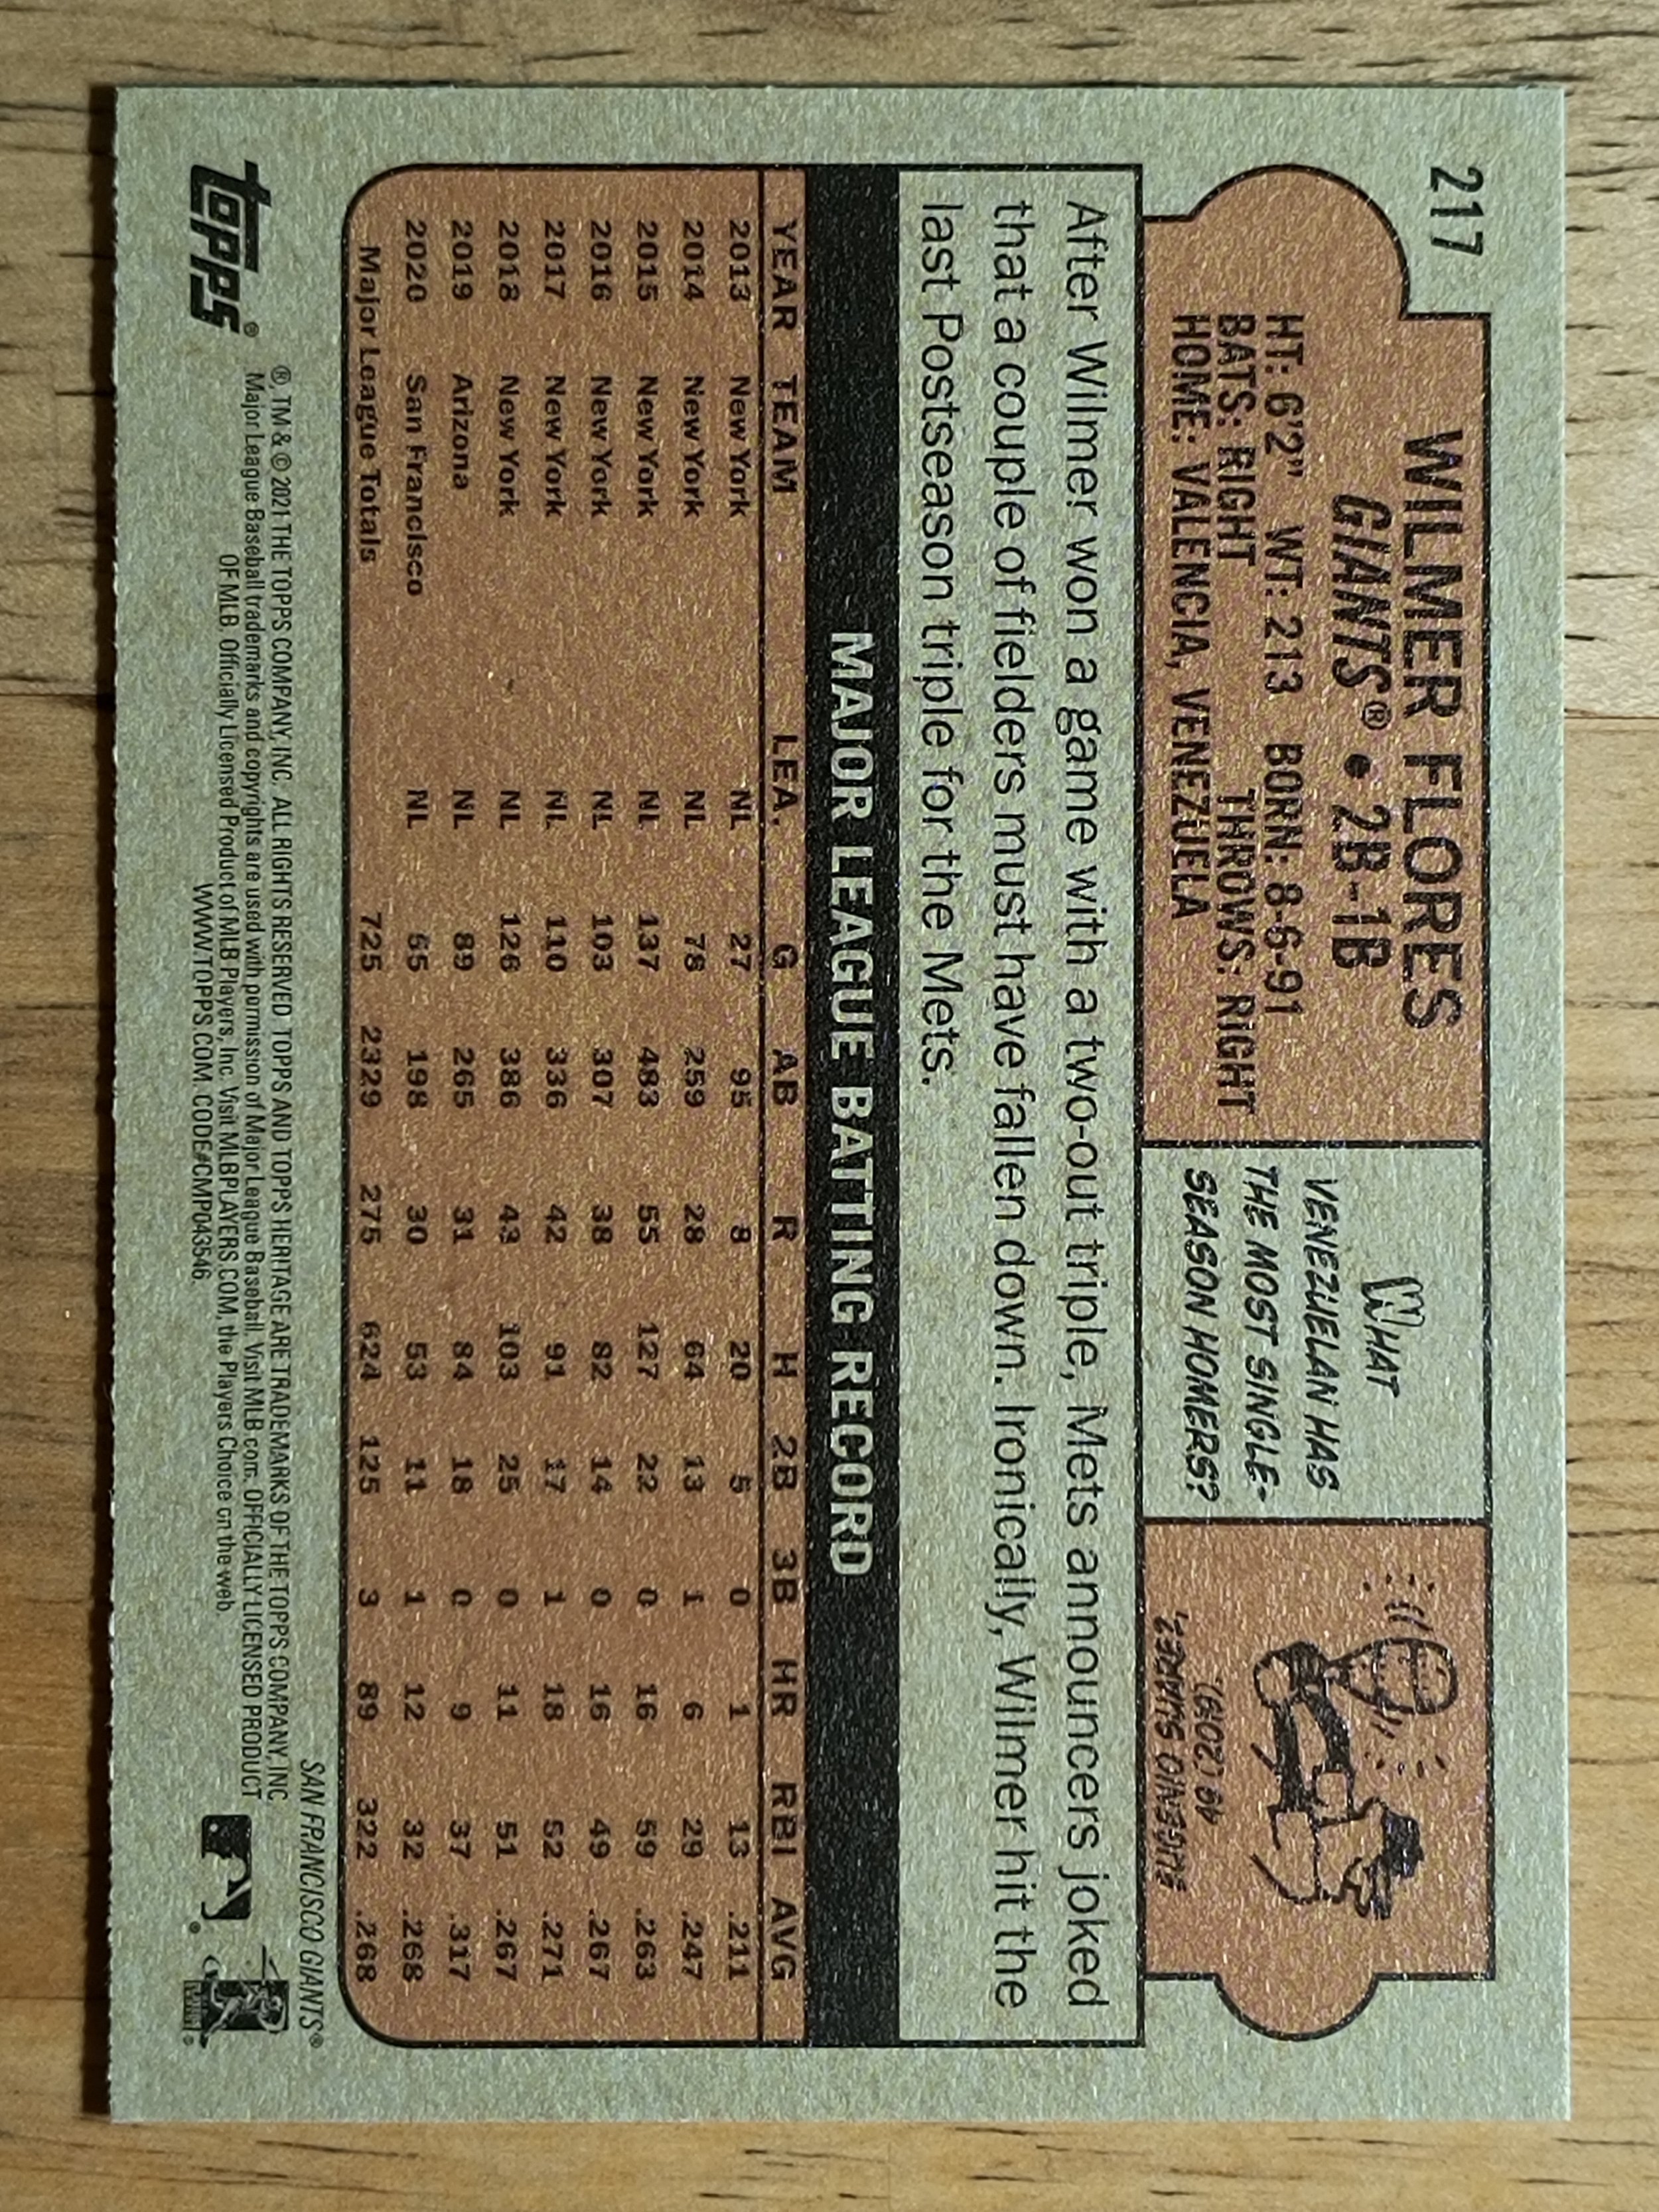 217
WILMER FLORES
GIANTS® • 2B-1B
HT: 6'2" WT: 213 BORN: 8-6-91
BATS: RIGHT THROWS: RIGHT
HOME: VALENCIA, VENEZUELA
WHAT
VENEZUELAN HAS
THE MOST SINGLE-
SEASON HOMERS?
EUGENIO SUAREZ,
49 (2019).
After Wilmer won a game with a two-out triple, Mets announcers joked
that a couple of fielders must have fallen down. Ironically, Wilmer hit the
last Postseason triple for the Mets.
MAJOR LEAGUE BATTING RECORD
YEAR TEAM LEA. G AB R H 2B 3B HR RBI AVG
2013 New York NL 27 95 8 20 5 0 1 13 .211
2014 New York NL 78 259 28 64 13 1 6 29 .247
2015 New York NL 137 483 55 127 22 0 16 59 .263
2016 New York NL 103 307 38 82 14 0 16 49 .267
2017 New York NL 110 336 42 91 17 1 18 52 .271
2018 New York NL 126 386 43 103 25 0 11 51 .267
2019 Arizona NL 89 265 31 84 18 0 9 37 .317
2020 San Francisco NL 55 198 30 53 11 1 12 32 .268
Major League Totals 725 2329 275 624 125 3 89 322 .268
SAN FRANCISCO GIANTS®
topps®
® , TM & © 2021 THE TOPPS COMPANY, INC. ALL RIGHTS RESERVED. TOPPS AND TOPPS HERITAGE ARE TRADEMARKS OF THE TOPPS COMPANY, INC.
Major League Baseball trademarks and copyrights are used with permission of Major League Baseball. Visit MLB.com. OFFICIALLY LICENSED PRODUCT
OF MLB. Officially Licensed Product of MLB Players, Inc. Visit MLBPLAYERS.COM, the Players Choice on the web.
WWW.TOPPS.COM. CODE#CMP043546.